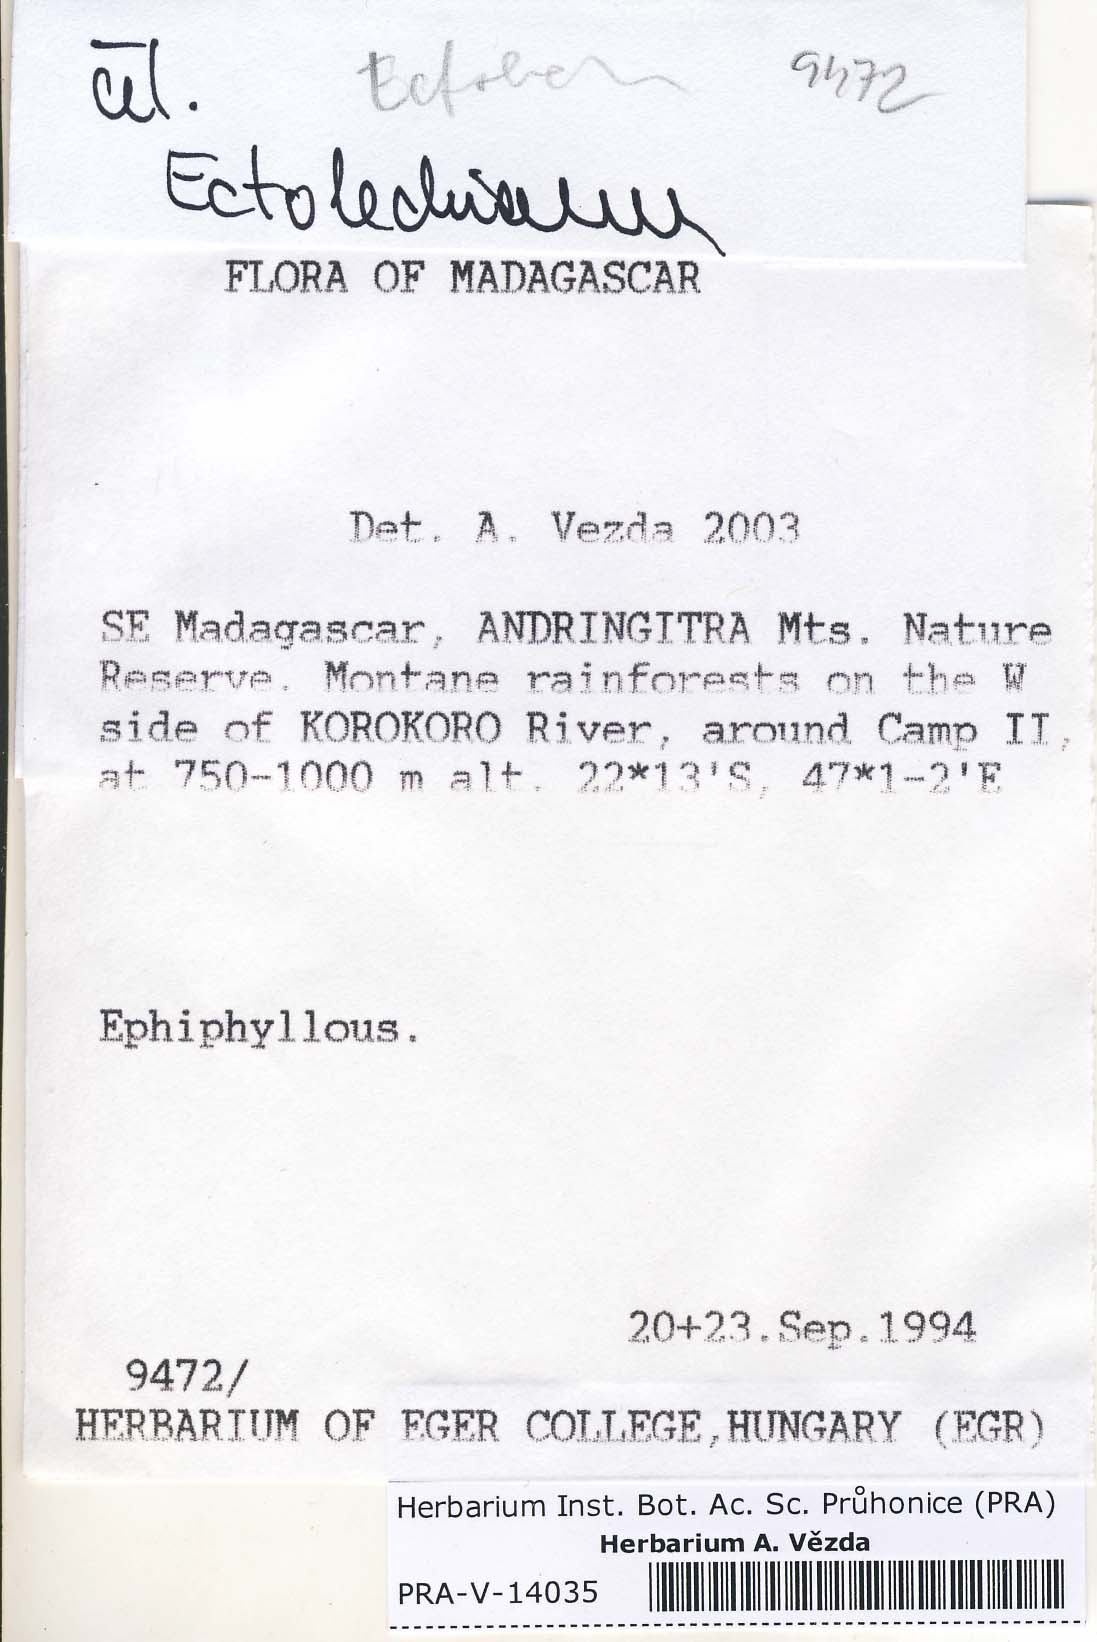 9472
FLORA OF MADAGASCAR
Det. A. Vezda 2003
SE Madagascar, ANDRINGITRA Mts. Nature
Reserve. Montane rainforests on the W
side of KOROKORO River, around Camp II,
at 750-1000 m alt. 22*13'S, 47*1-2'E
Ephiphyllous.
20+23.Sep.1994
9472/
HERBARIUM OF EGER COLLEGE,HUNGARY (EGR)
Herbarium Inst. Bot. Ac. Sc. Průhonice (PRA)
Herbarium A. Vězda
PRA-V-14035